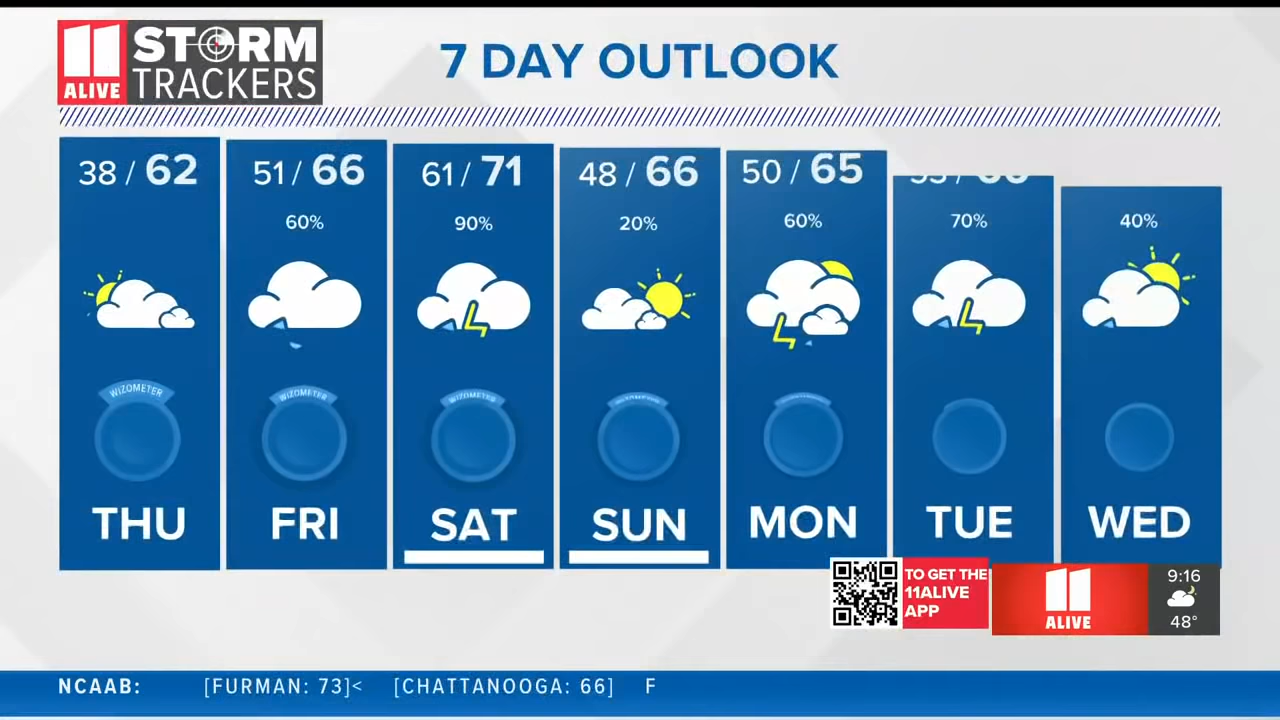 11 ALIVE
STORM TRACKERS
7 DAY OUTLOOK
38 / 62
51 / 66
61 / 71
48 / 66
50 / 65
60%
90%
20%
60%
70%
40%
WIZOMETER
WIZOMETER
WIZOMETER
THU
FRI
SAT
SUN
MON
TUE
WED
TO GET THE
11ALIVE
APP
11
ALIVE
9:16
48°
NCAAB: [FURMAN: 73]< [CHATTANOOGA: 66] F